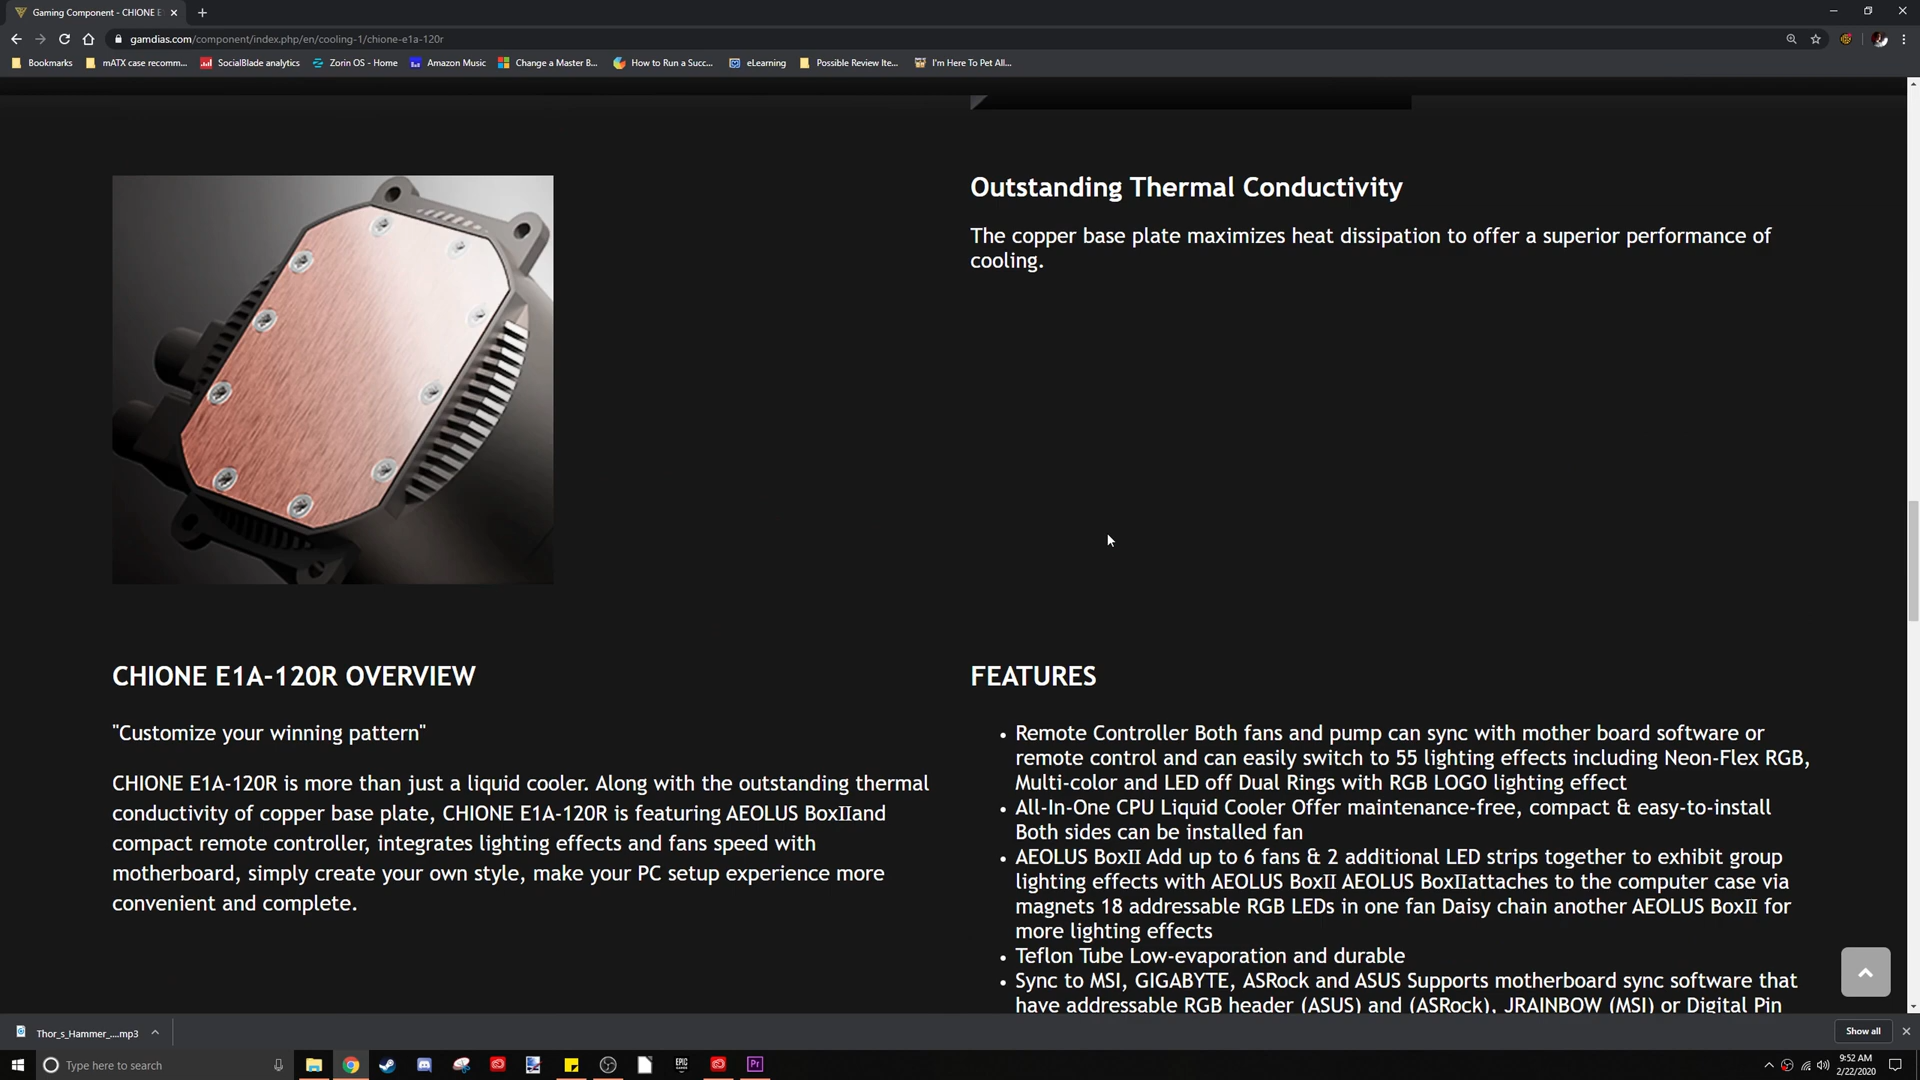 Gaming Component - CHIONE E
gamdias.com/component/index.php/en/cooling-1/chione-e1a-120r
Bookmarks
mATX case recomm...
SocialBlade analytics
Zorin OS - Home
Amazon Music
Change a Master B...
How to Run a Succ...
eLearning
Possible Review Ite...
I'm Here To Pet All...
Outstanding Thermal Conductivity
The copper base plate maximizes heat dissipation to offer a superior performance of
cooling.
CHIONE E1A-120R OVERVIEW
"Customize your winning pattern"
CHIONE E1A-120R is more than just a liquid cooler. Along with the outstanding thermal
conductivity of copper base plate, CHIONE E1A-120R is featuring AEOLUS BoxⅡand
compact remote controller, integrates lighting effects and fans speed with
motherboard, simply create your own style, make your PC setup experience more
convenient and complete.
FEATURES
• Remote Controller Both fans and pump can sync with mother board software or
remote control and can easily switch to 55 lighting effects including Neon-Flex RGB,
Multi-color and LED off Dual Rings with RGB LOGO lighting effect
• All-In-One CPU Liquid Cooler Offer maintenance-free, compact & easy-to-install
Both sides can be installed fan
• AEOLUS BoxⅡ Add up to 6 fans & 2 additional LED strips together to exhibit group
lighting effects with AEOLUS BoxⅡ AEOLUS BoxⅡattaches to the computer case via
magnets 18 addressable RGB LEDs in one fan Daisy chain another AEOLUS BoxⅡ for
more lighting effects
• Teflon Tube Low-evaporation and durable
• Sync to MSI, GIGABYTE, ASRock and ASUS Supports motherboard sync software that
have addressable RGB header (ASUS) and (ASRock), JRAINBOW (MSI) or Digital Pin
Thor_s_Hammer_....mp3
Show all
Type here to search
EPIC
Pr
9:52 AM
2/22/2020